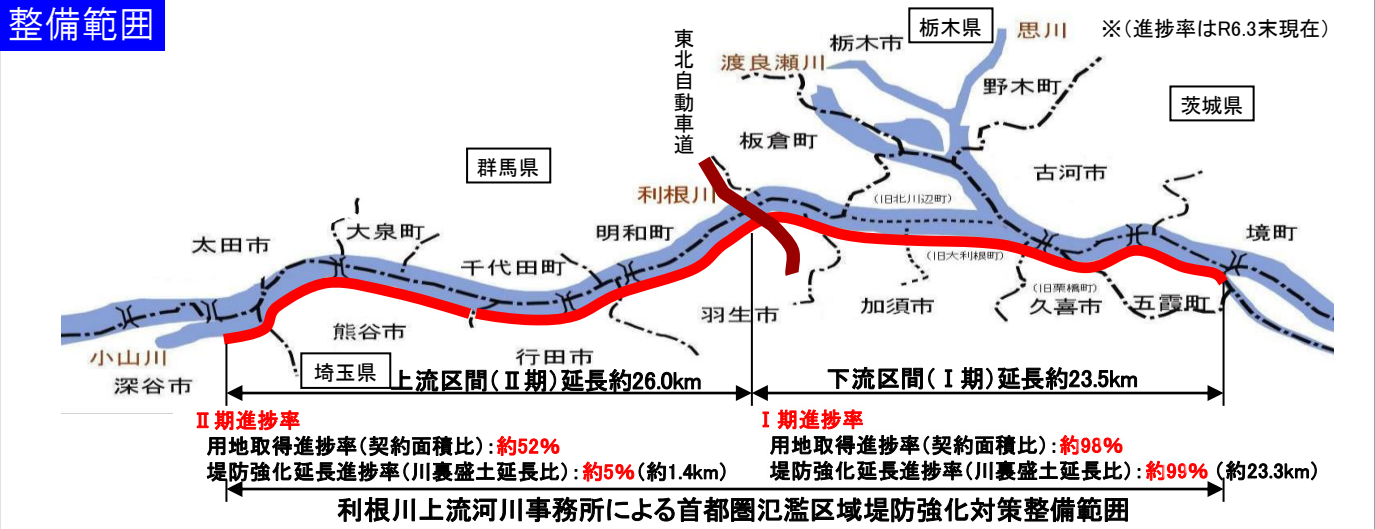 整備範囲
栃木県
思川
※(進捗率はR6.3末現在)
栃木市
東北自動車道
渡良瀬川
野木町
茨城県
板倉町
群馬県
古河市
利根川
(旧北川辺町)
大泉町
明和町
太田市
境町
千代田町
(旧大利根町)
(旧栗橋町)
羽生市
加須市
久喜市
五霞町
熊谷市
小山川
行田市
埼玉県
深谷市
上流区間(Ⅱ期)延長約26.0km
下流区間(Ⅰ期)延長約23.5km
Ⅱ期進捗率
用地取得進捗率(契約面積比):約52%
堤防強化延長進捗率(川裏盛土延長比):約5%(約1.4km)
Ⅰ期進捗率
用地取得進捗率(契約面積比):約98%
堤防強化延長進捗率(川裏盛土延長比):約99%(約23.3km)
利根川上流河川事務所による首都圏氾濫区域堤防強化対策整備範囲